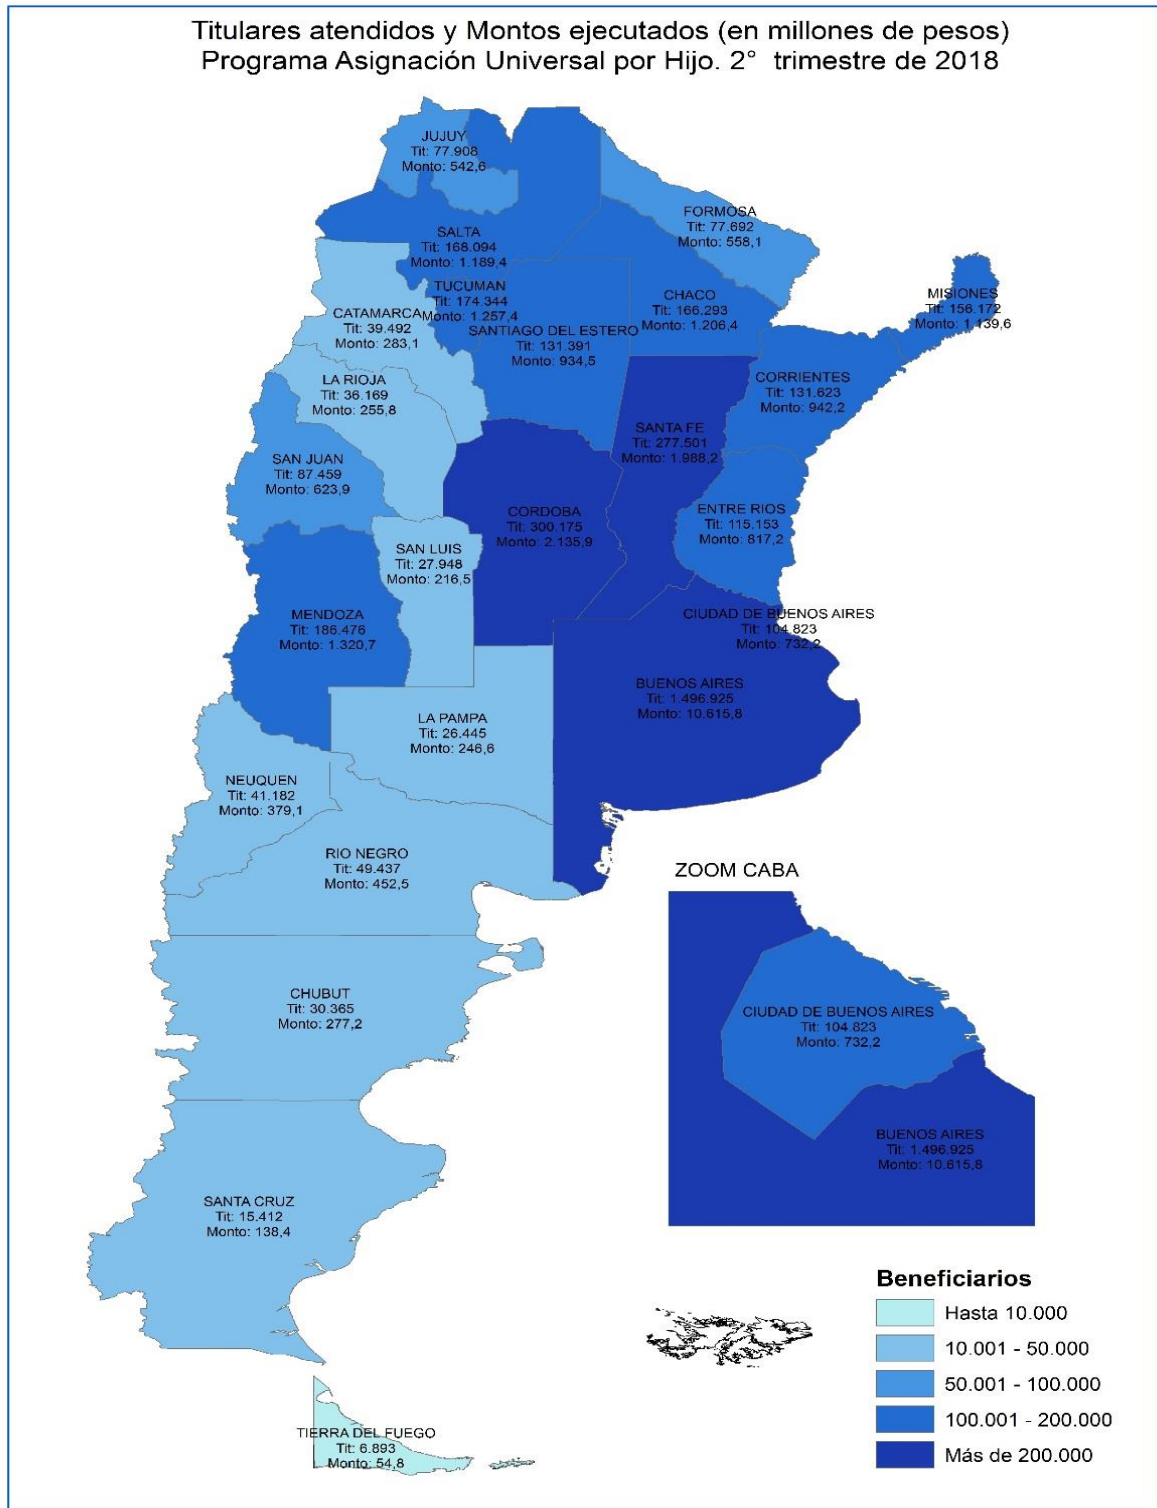 Titulares atendidos y Montos ejecutados (en millones de pesos)
Programa Asignación Universal por Hijo. 2° trimestre de 2018
JUJUY
Tit: 77.908
Monto: 542,6
FORMOSA
Tit: 77.692
Monto: 558,1
SALTA
Tit: 168.094
Monto: 1.189,4
TUCUMAN
Tit: 174.344
Monto: 1.257,4
CHACO
Tit: 166.293
Monto: 1.206,4
MISIONES
Tit: 156.172
Monto: 1.139,6
CATAMARCA
Tit: 39.492
Monto: 283,1
SANTIAGO DEL ESTERO
Tit: 131.391
Monto: 934,5
LA RIOJA
Tit: 36.169
Monto: 255,8
CORRIENTES
Tit: 131.623
Monto: 942,2
SANTA FE
Tit: 277.501
Monto: 1.988,2
SAN JUAN
Tit: 87.459
Monto: 623,9
CORDOBA
Tit: 300.175
Monto: 2.135,9
ENTRE RIOS
Tit: 115.153
Monto: 817,2
SAN LUIS
Tit: 27.948
Monto: 216,5
MENDOZA
Tit: 186.476
Monto: 1.320,7
CIUDAD DE BUENOS AIRES
Tit: 104.823
Monto: 732,2
BUENOS AIRES
Tit: 1.496.925
Monto: 10.615,8
LA PAMPA
Tit: 26.445
Monto: 246,6
NEUQUEN
Tit: 41.182
Monto: 379,1
RIO NEGRO
Tit: 49.437
Monto: 452,5
ZOOM CABA
CIUDAD DE BUENOS AIRES
Tit: 104.823
Monto: 732,2
BUENOS AIRES
Tit: 1.496.925
Monto: 10.615,8
CHUBUT
Tit: 30.365
Monto: 277,2
SANTA CRUZ
Tit: 15.412
Monto: 138,4
TIERRA DEL FUEGO
Tit: 6.893
Monto: 54,8
Beneficiarios
Hasta 10.000
10.001 - 50.000
50.001 - 100.000
100.001 - 200.000
Más de 200.000